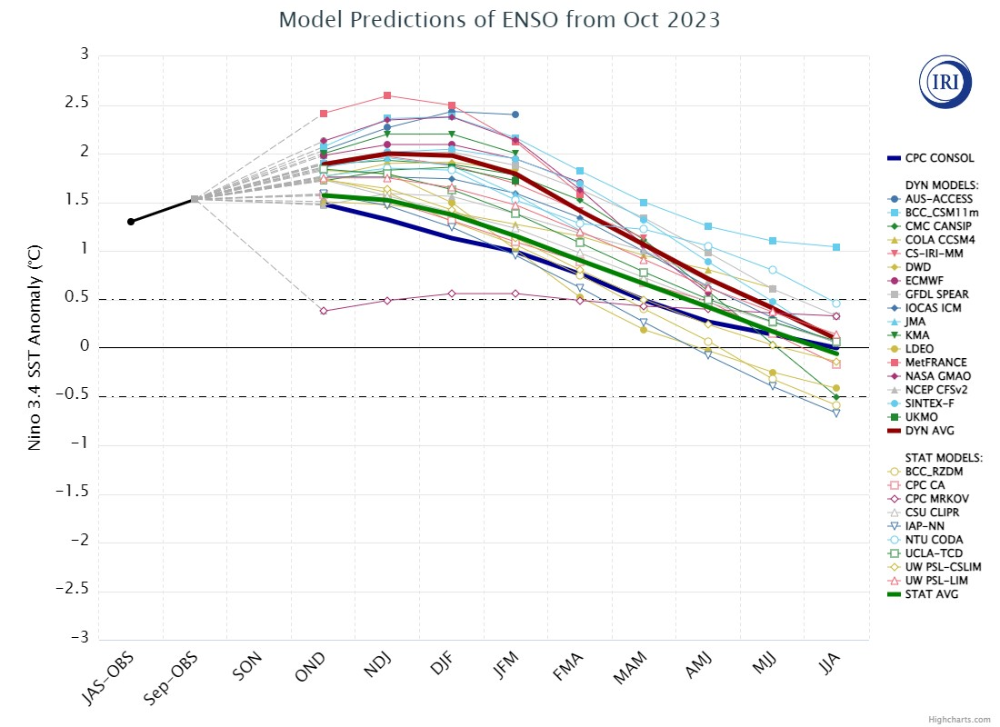 Model Predictions of ENSO from Oct 2023
IRI
Nino 3.4 SST Anomaly (°C)
3
2.5
2
1.5
1
0.5
0
−0.5
−1
−1.5
−2
−2.5
−3
JAS-OBS
Sep-OBS
SON
OND
NDJ
DJF
JFM
FMA
MAM
AMJ
MJJ
JJA
CPC CONSOL
DYN MODELS:
AUS-ACCESS
BCC_CSM11m
CMC CANSIP
COLA CCSM4
CS-IRI-MM
DWD
ECMWF
GFDL SPEAR
IOCAS ICM
JMA
KMA
LDEO
MetFRANCE
NASA GMAO
NCEP CFSv2
SINTEX-F
UKMO
DYN AVG
STAT MODELS:
BCC_RZDM
CPC CA
CPC MRKOV
CSU CLIPR
IAP-NN
NTU CODA
UCLA-TCD
UW PSL-CSLIM
UW PSL-LIM
STAT AVG
Highcharts.com